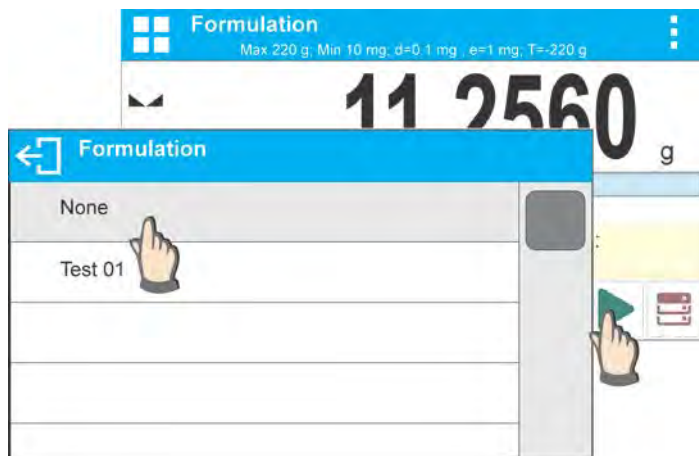 Formulation
Max 220 g; Min 10 mg; d=0.1 mg , e=1 mg; T=-220 g
11.2560
g
Formulation
None
Test 01
: